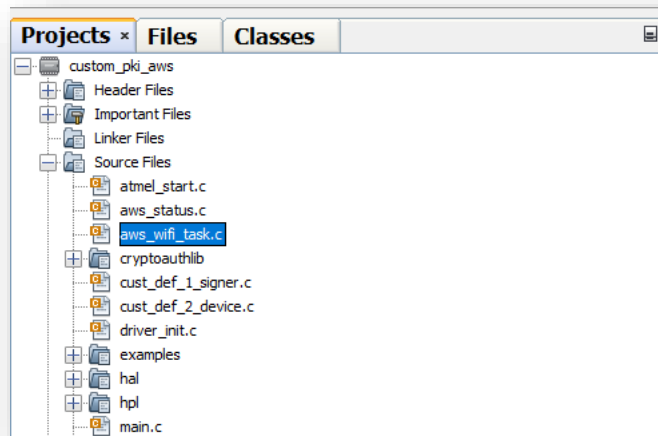 Projects × Files Classes
custom_pki_aws
Header Files
Important Files
Linker Files
Source Files
atmel_start.c
aws_status.c
aws_wifi_task.c
cryptoauthlib
cust_def_1_signer.c
cust_def_2_device.c
driver_init.c
examples
hal
hpl
main.c